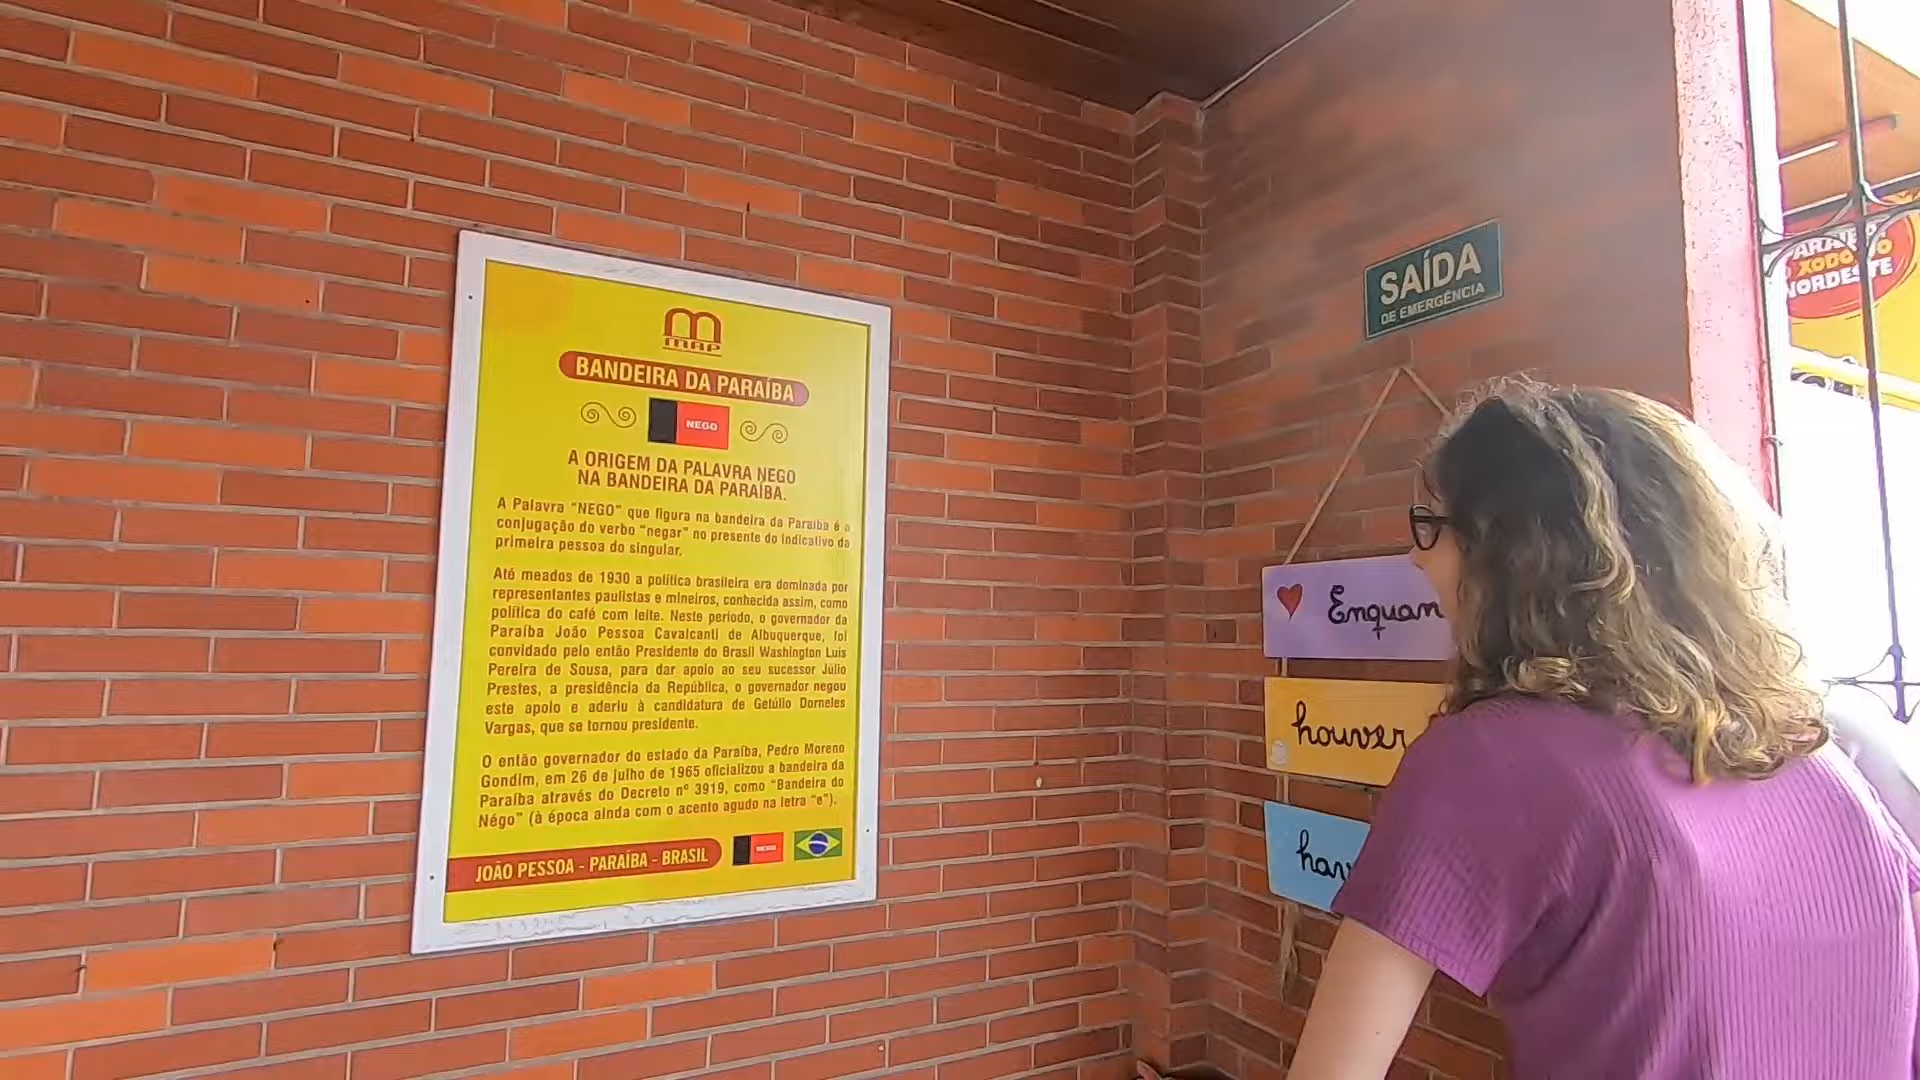 MAP
BANDEIRA DA PARAÍBA
NEGO
A ORIGEM DA PALAVRA NEGO
NA BANDEIRA DA PARAÍBA.
A Palavra "NEGO" que figura na bandeira da Paraíba é a
conjugação do verbo "negar" no presente do indicativo da
primeira pessoa do singular.
Até meados de 1930 a política brasileira era dominada por
representantes paulistas e mineiros, conhecida assim, como
política do café com leite. Neste período, o governador da
Paraíba João Pessoa Cavalcanti de Albuquerque, foi
convidado pelo então Presidente do Brasil Washington Luís
Pereira de Sousa, para dar apoio ao seu sucessor Júlio
Prestes, a presidência da República, o governador negou
este apoio e aderiu à candidatura de Getúlio Dorneles
Vargas, que se tornou presidente.
O então governador do estado da Paraíba, Pedro Moreno
Gondim, em 26 de julho de 1965 oficializou a bandeira da
Paraíba através do Decreto nº 3919, como "Bandeira do
Négo" (à época ainda com o acento agudo na letra "e").
JOÃO PESSOA - PARAÍBA - BRASIL
NEGO
SAÍDA
DE EMERGÊNCIA
Enquan
houver
hav
XODO DO
NORDESTE